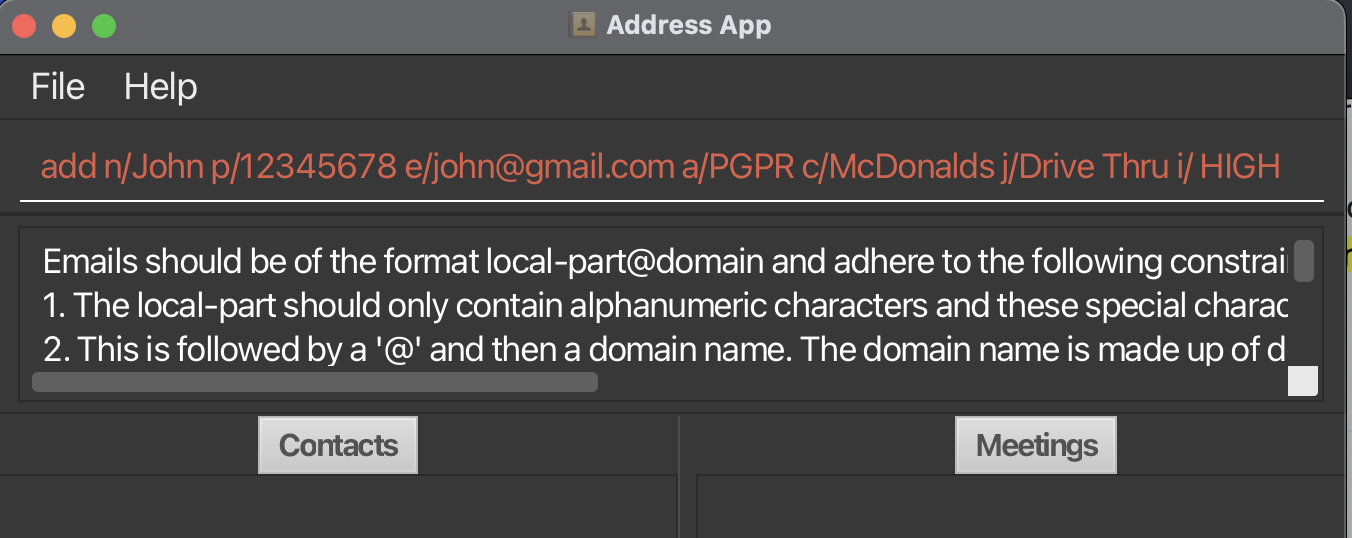 Address App
File Help
add n/John p/12345678 e/john@gmail.com a/PGPR c/McDonalds j/Drive Thru i/ HIGH
Emails should be of the format local-part@domain and adhere to the following constrai
1. The local-part should only contain alphanumeric characters and these special charac
2. This is followed by a '@' and then a domain name. The domain name is made up of d
Contacts Meetings